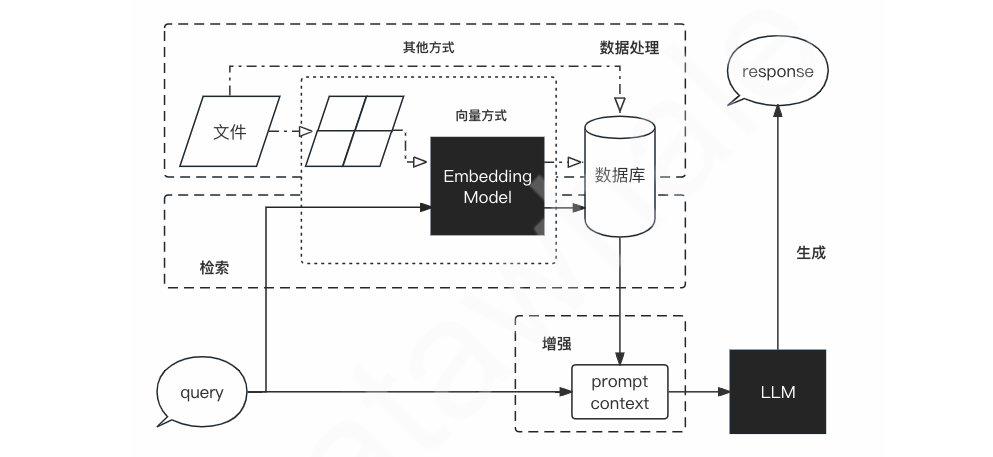 其他方式
数据处理
response
文件
向量方式
Embedding
Model
数据库
检索
生成
增强
query
prompt
context
LLM